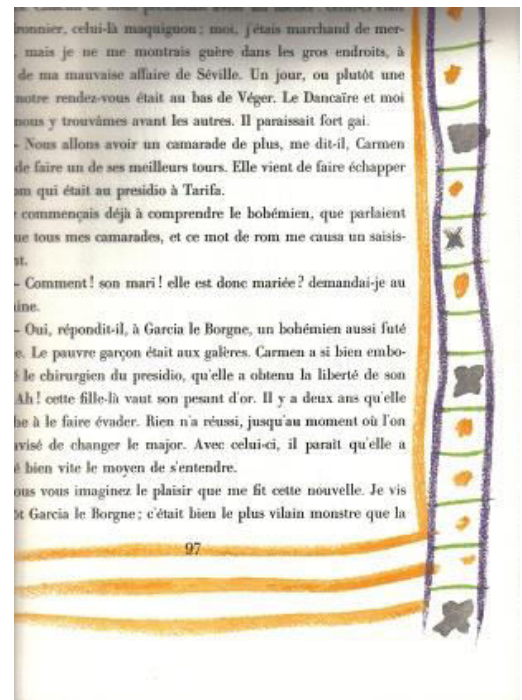 ronnier, celui-là maquignon; moi, j'étais marchand de mer-
mais je ne me montrais guère dans les gros endroits, à
de ma mauvaise affaire de Séville. Un jour, ou plutôt une
notre rendez-vous était au bas de Véger. Le Dancaïre et moi
nous y trouvâmes avant les autres. Il paraissait fort gai.
- Nous allons avoir un camarade de plus, me dit-il, Carmen
de faire un de ses meilleurs tours. Elle vient de faire échapper
om qui était au presidio à Tarifa.
commençais déjà à comprendre le bohémien, que parlaient
ue tous mes camarades, et ce mot de rom me causa un saisis-
nt.
- Comment! son mari! elle est donc mariée? demandai-je au
ine.
- Oui, répondit-il, à Garcia le Borgne, un bohémien aussi futé
e. Le pauvre garçon était aux galères. Carmen a si bien embo-
le chirurgien du presidio, qu'elle a obtenu la liberté de son
Ah! cette fille-là vaut son pesant d'or. Il y a deux ans qu'elle
he à le faire évader. Rien n'a réussi, jusqu'au moment où l'on
avisé de changer le major. Avec celui-ci, il paraît qu'elle a
é bien vite le moyen de s'entendre.
ous vous imaginez le plaisir que me fit cette nouvelle. Je vis
ôt Garcia le Borgne; c'était bien le plus vilain monstre que la
97